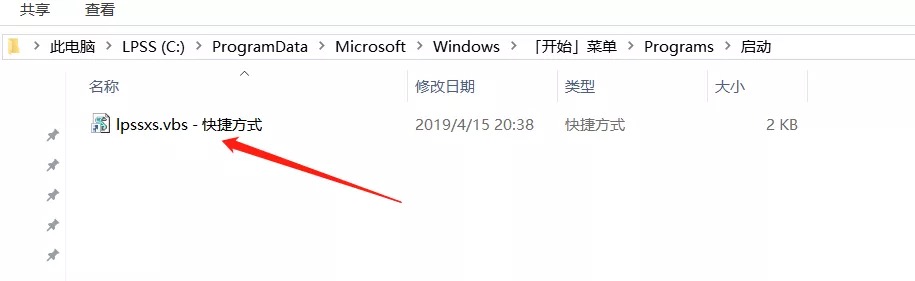 共享 查看
此电脑 > LPSS (C:) > ProgramData > Microsoft > Windows > 「开始」菜单 > Programs > 启动
名称 修改日期 类型 大小
lpssxs.vbs - 快捷方式 2019/4/15 20:38 快捷方式 2 KB